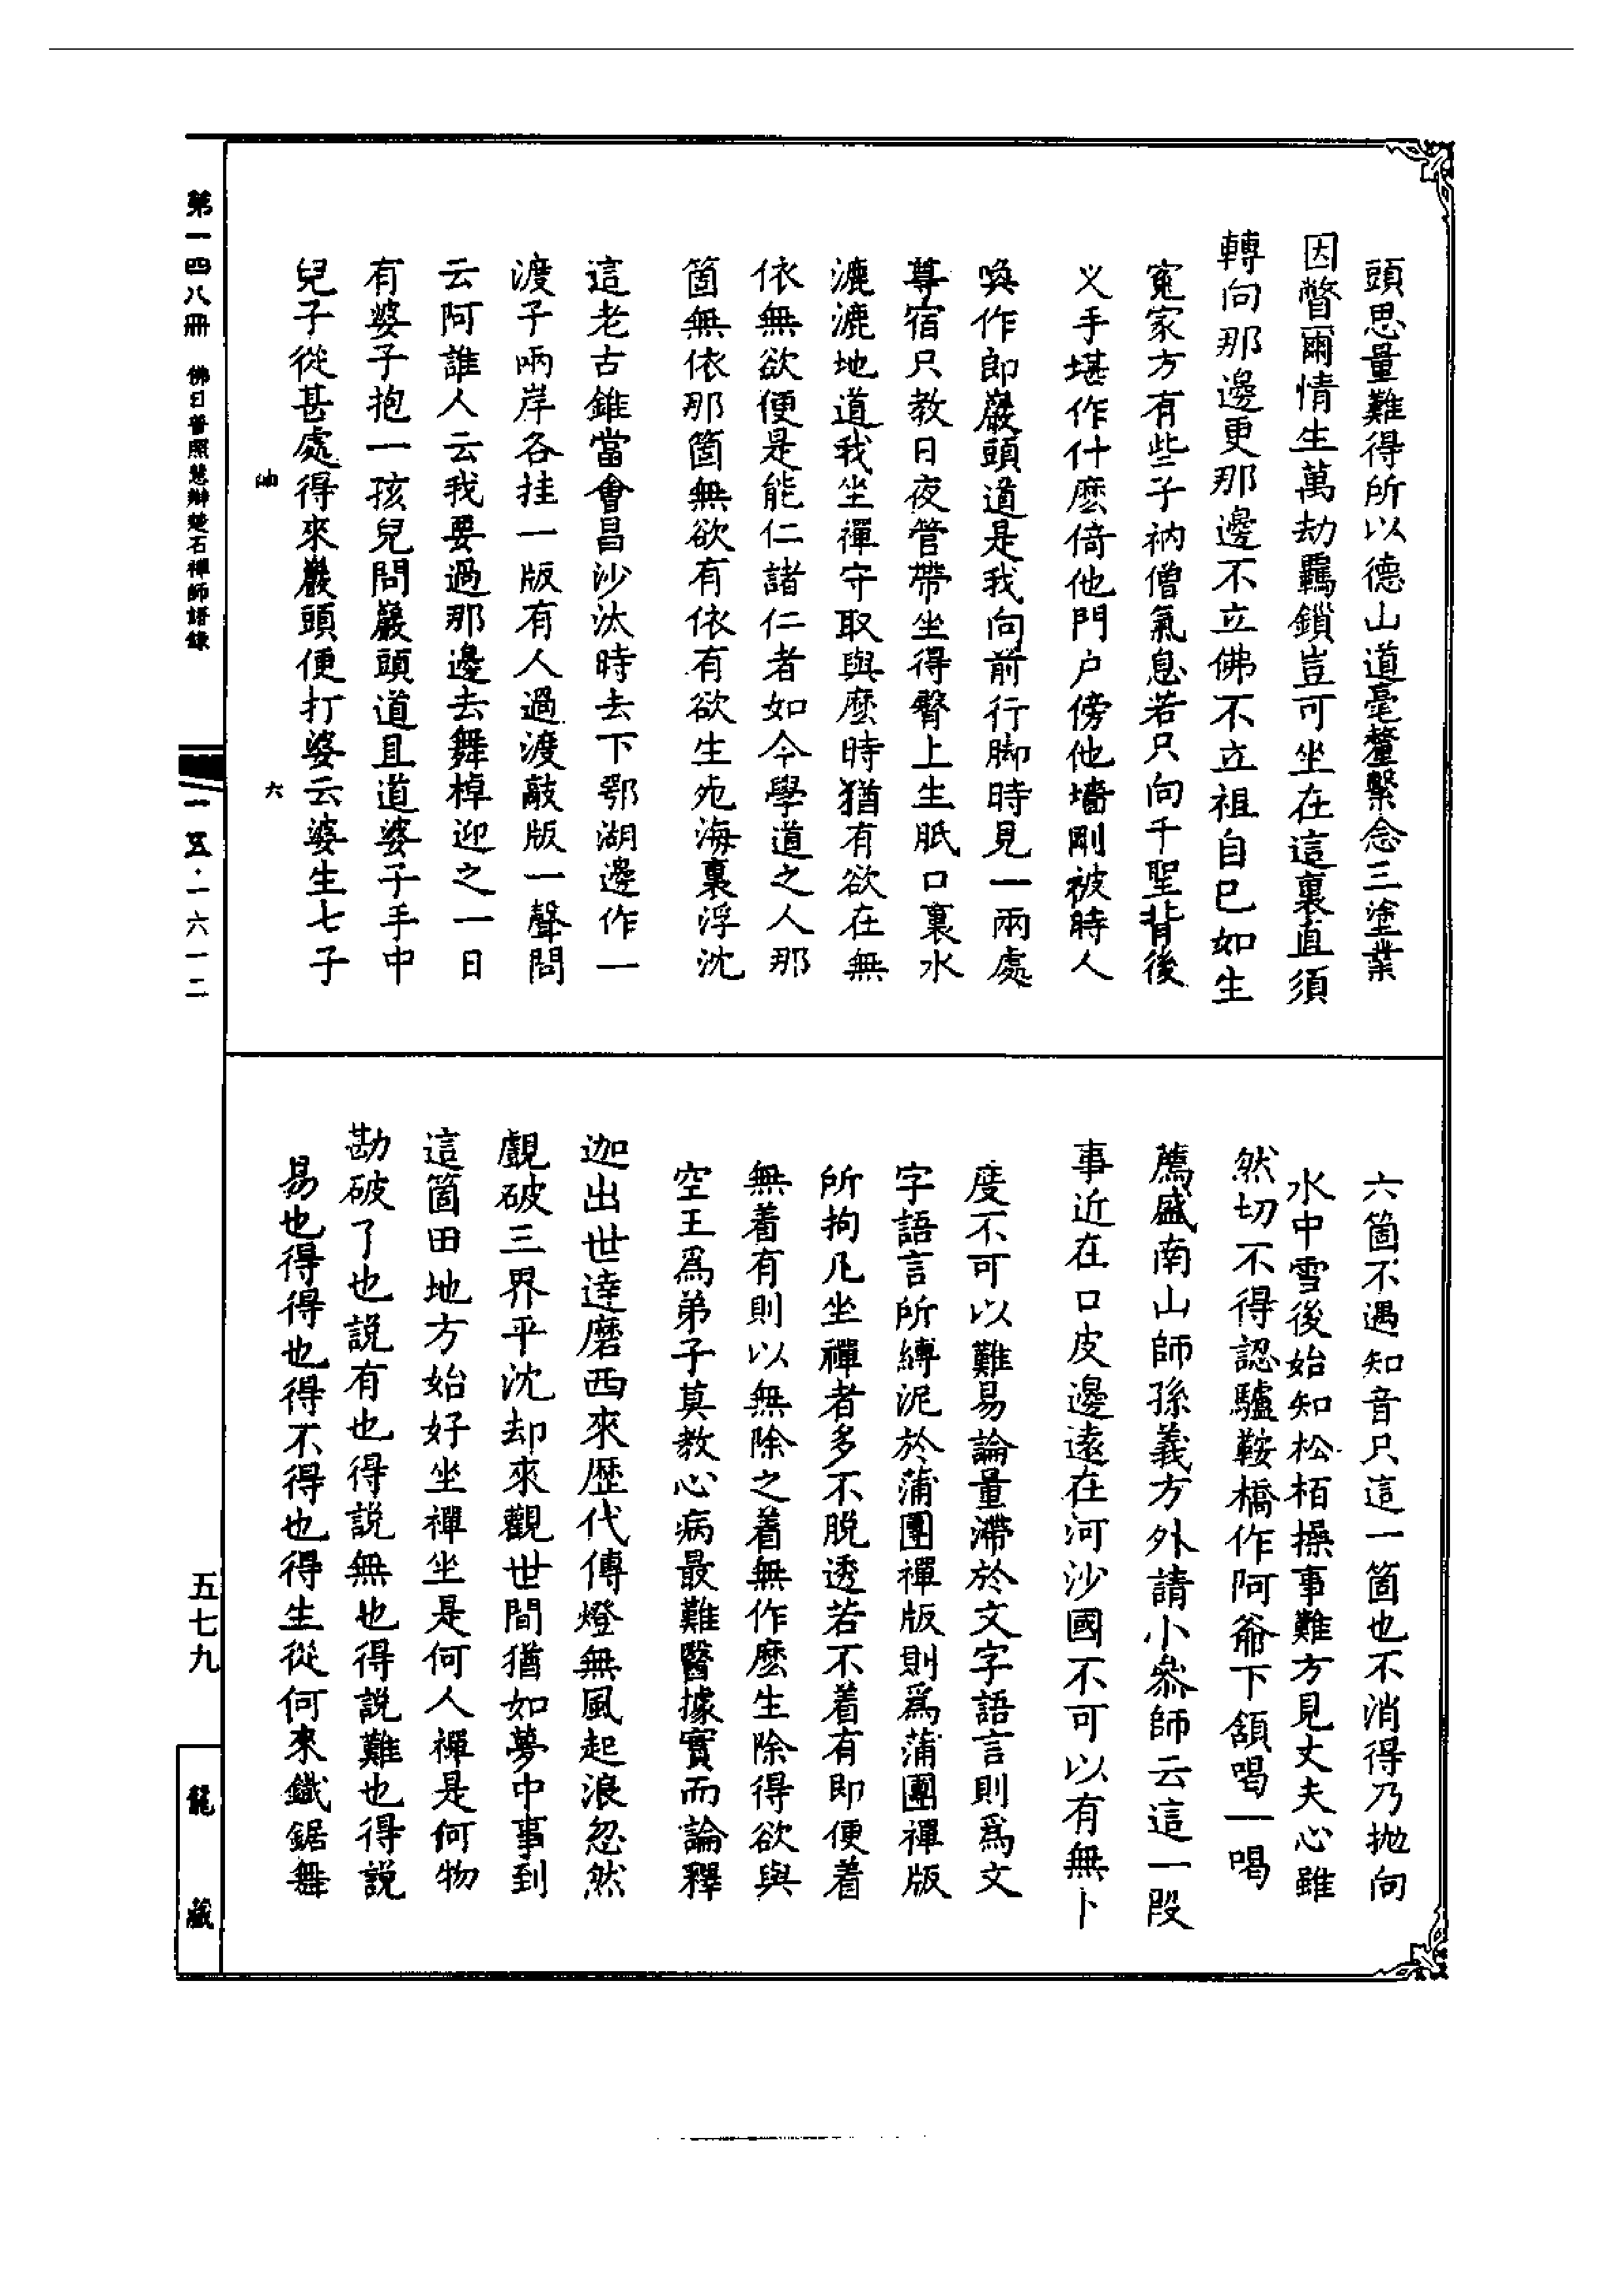 頭思量難得所以德山道毫釐繫念三塗業
因瞥爾情生萬劫羈鎖豈可坐在這裏直須
轉向那邊更那邊不立佛不立祖自己如生
冤家方有些子衲僧氣息若只向千聖背後
义手堪作什麽倚他門户傍他墻剛被時人
喚作郎巖頭道是我向前行脚時見一兩處
尊宿只教日夜管帶坐得臀上生胝口裏水
漉漉地道我坐禪守取與麽時猶有欲在無
依無欲便是能仁諸仁者如今學道之人那
箇無依那箇無欲有依有欲生死海裏浮沈
這老古錐當會昌沙汰時去下鄂湖邊作一
渡子兩岸各挂一版有人過渡敲版一聲問
云阿誰人云我要過那邊去舞棹迎之一日
有婆子抱一孩兒問巖頭道且道婆子手中
兒子從甚處得來巖頭便打婆云婆生七子
六
六箇不遇知音只這一箇也不消得乃抛向
水中雪後始知松栢操事難方見丈夫心雖
然切不得認驢鞍橋作阿爺下頷喝一喝
薦盛南山師孫義方外請小叅師云這一段
事近在口皮邊遠在河沙國不可以有無卜
度不可以難易論量滯於文字語言則爲文
字語言所縛泥於蒲團禪版則爲蒲團禪版
所拘凡坐禪者多不脱透若不着有即便着
無着有則以無除之着無作麽生除得欲與
空王爲弟子莫教心病最難醫據實而論釋
迦出世達磨西來歷代傳燈無風起浪忽然
覷破三界平沈却來觀世間猶如夢中事到
這箇田地方始好坐禪坐是何人禪是何物
勘破了也説有也得説無也得説難也得説
易也得得也得不得也得生從何來鐵鋸舞
第一四八册　佛日普照慧辯楚石禪師語錄
一一五·一六一二
五七九
龍藏